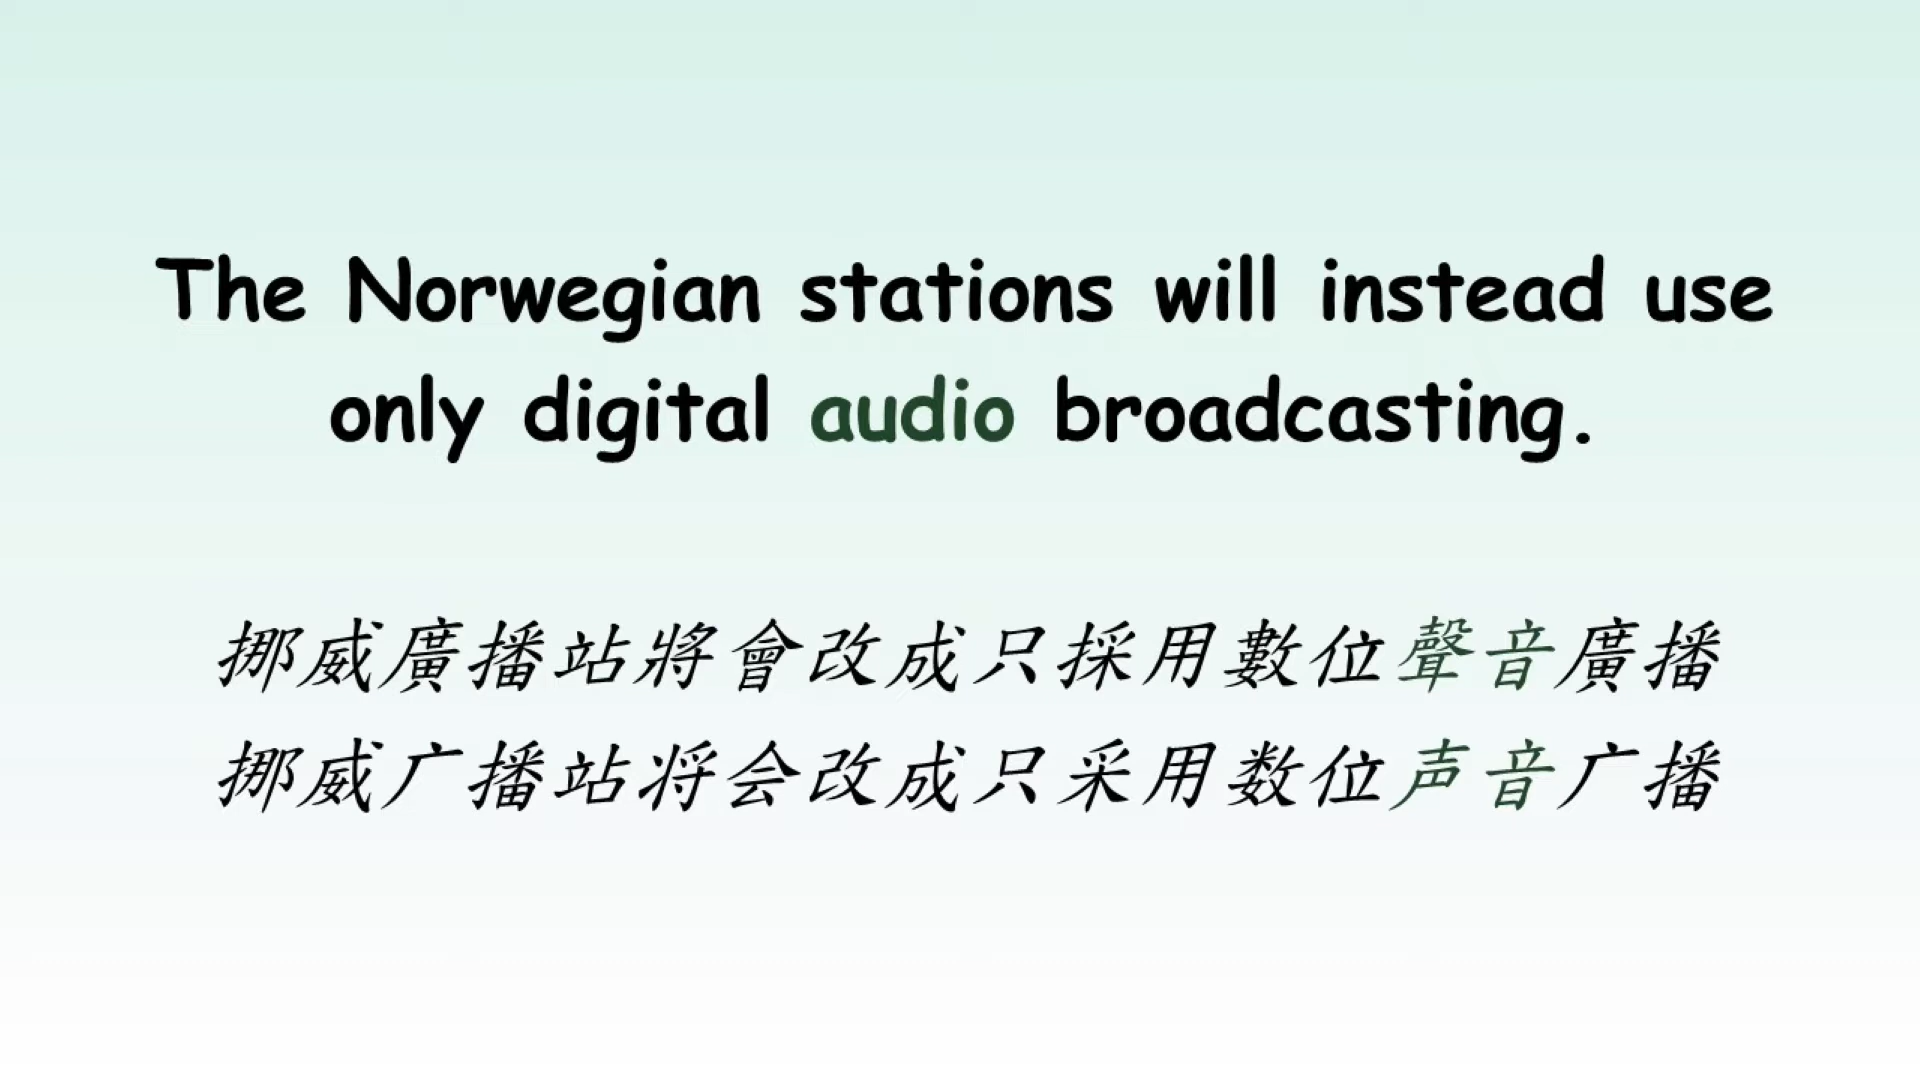 The Norwegian stations will instead use
only digital audio broadcasting.
挪威廣播站將會改成只採用數位聲音廣播
挪威广播站将会改成只采用数位声音广播